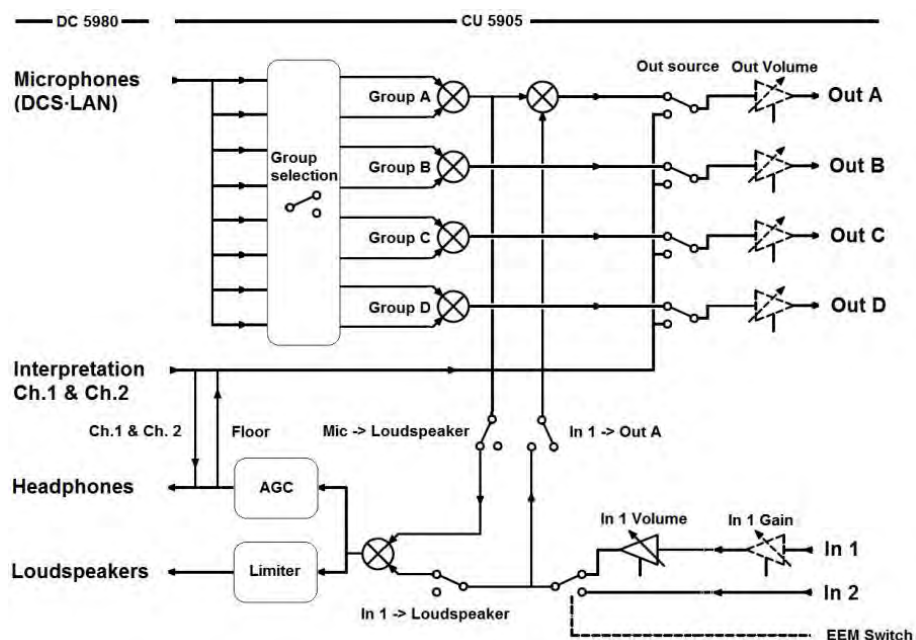 DC 5980
CU 5905
Microphones
(DCS·LAN)
Group
selection
Group A
Group B
Group C
Group D
Out source
Out Volume
Out A
Out B
Out C
Out D
Interpretation
Ch.1 & Ch.2
Ch.1 & Ch. 2
Floor
Mic -> Loudspeaker
In 1 -> Out A
Headphones
AGC
In 1 Volume
In 1 Gain
In 1
Loudspeakers
Limiter
In 1 -> Loudspeaker
In 2
EEM Switch